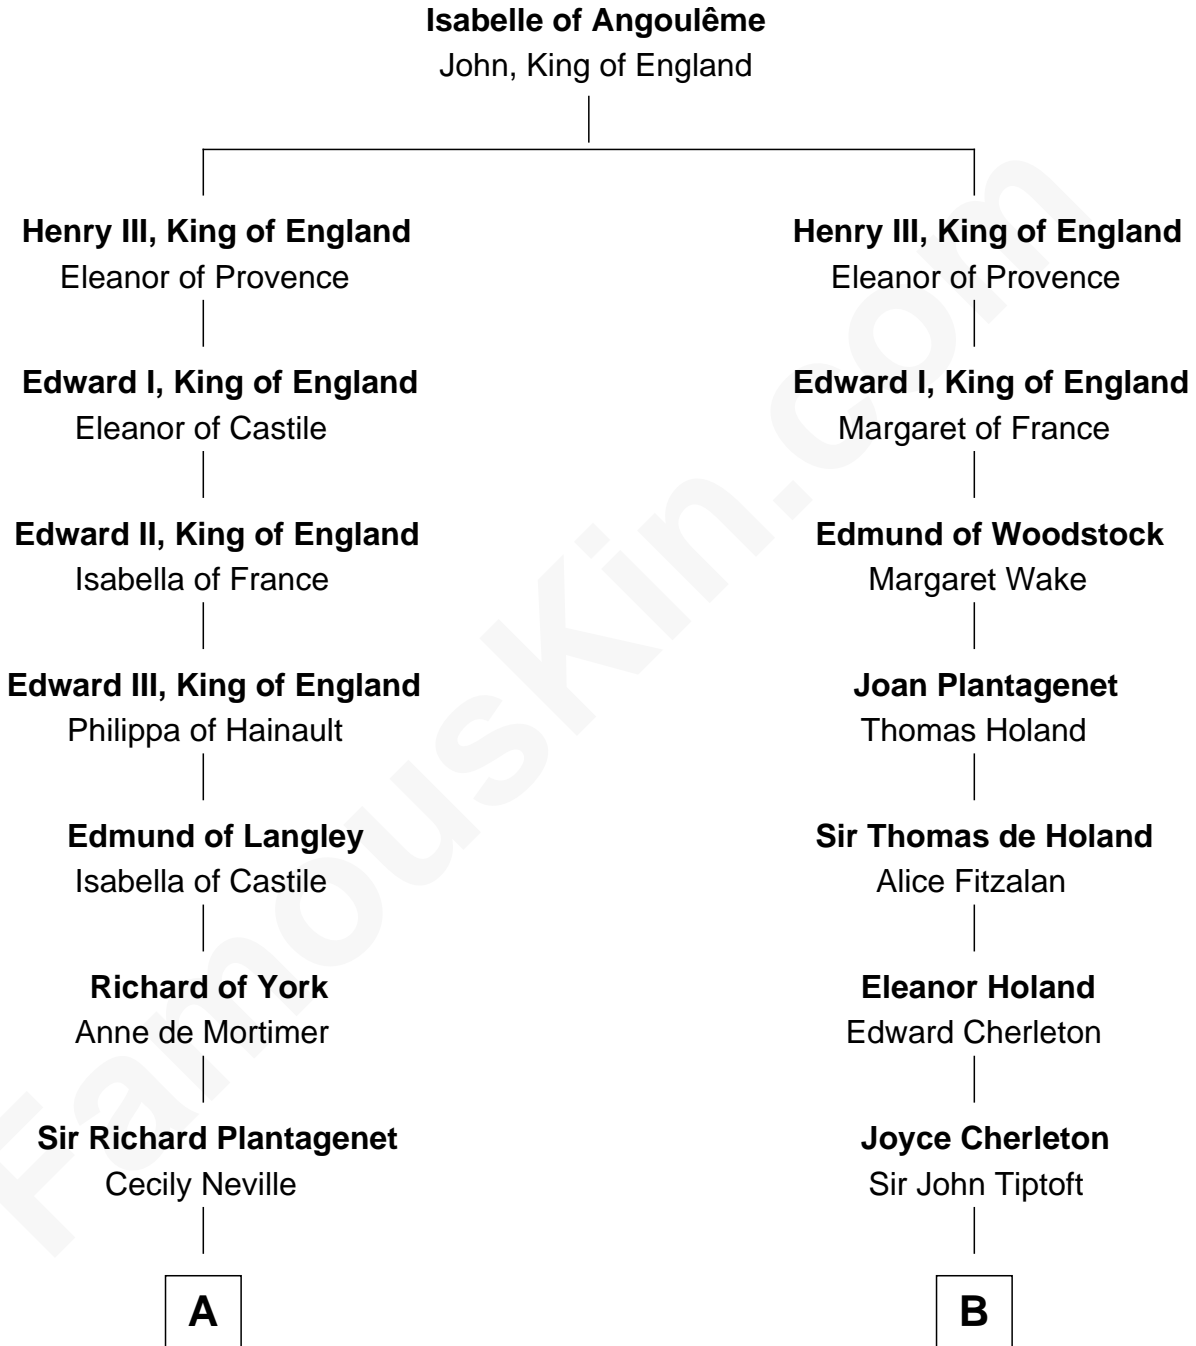 Isabelle of Angoulême
John, King of England
Henry III, King of England
Eleanor of Provence
Edward I, King of England
Eleanor of Castile
Edward II, King of England
Isabella of France
Edward III, King of England
Philippa of Hainault
Edmund of Langley
Isabella of Castile
Richard of York
Anne de Mortimer
Sir Richard Plantagenet
Cecily Neville
A
Henry III, King of England
Eleanor of Provence
Edward I, King of England
Margaret of France
Edmund of Woodstock
Margaret Wake
Joan Plantagenet
Thomas Holand
Sir Thomas de Holand
Alice Fitzalan
Eleanor Holand
Edward Cherleton
Joyce Cherleton
Sir John Tiptoft
B
FamousKin.com